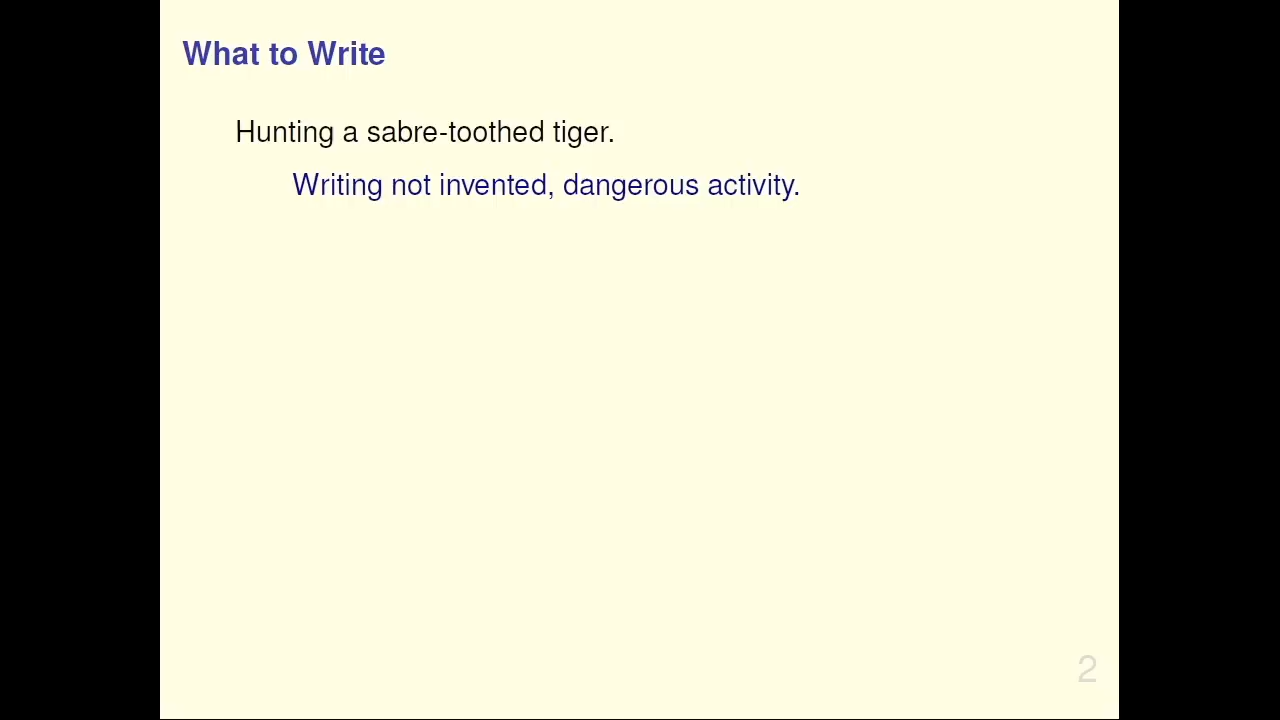 What to Write
Hunting a sabre-toothed tiger.
Writing not invented, dangerous activity.
2